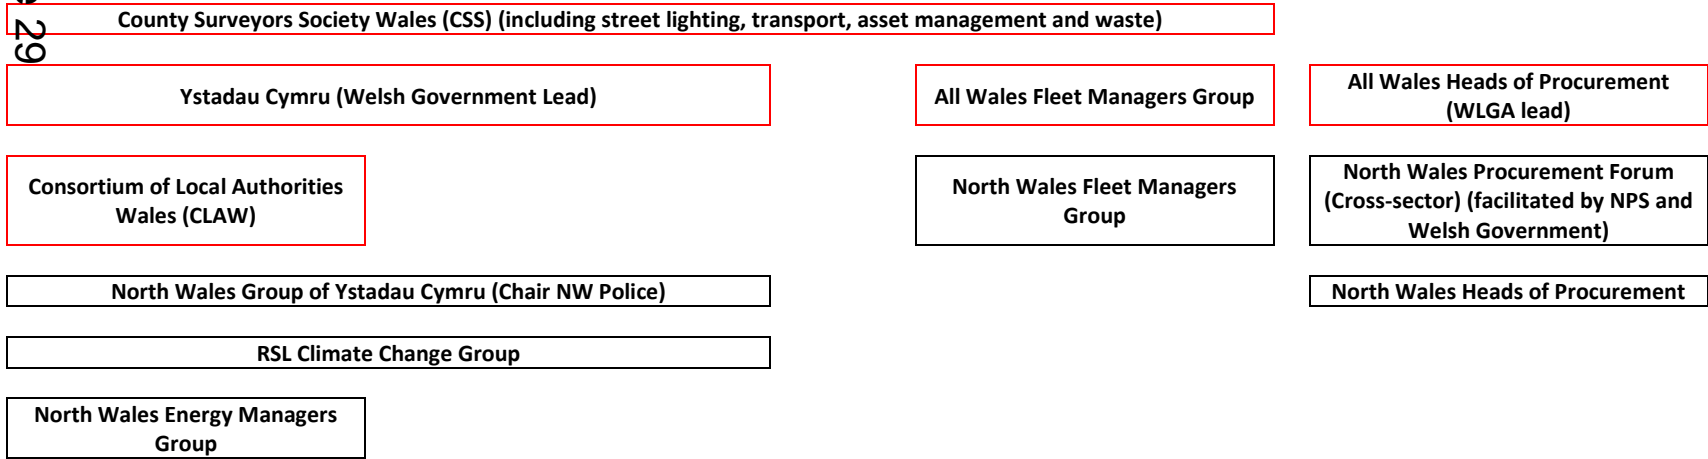 e 29
County Surveyors Society Wales (CSS) (including street lighting, transport, asset management and waste)
Ystadau Cymru (Welsh Government Lead)
All Wales Fleet Managers Group
All Wales Heads of Procurement
(WLGA lead)
Consortium of Local Authorities
Wales (CLAW)
North Wales Fleet Managers
Group
North Wales Procurement Forum
(Cross-sector) (facilitated by NPS and
Welsh Government)
North Wales Group of Ystadau Cymru (Chair NW Police)
North Wales Heads of Procurement
RSL Climate Change Group
North Wales Energy Managers
Group